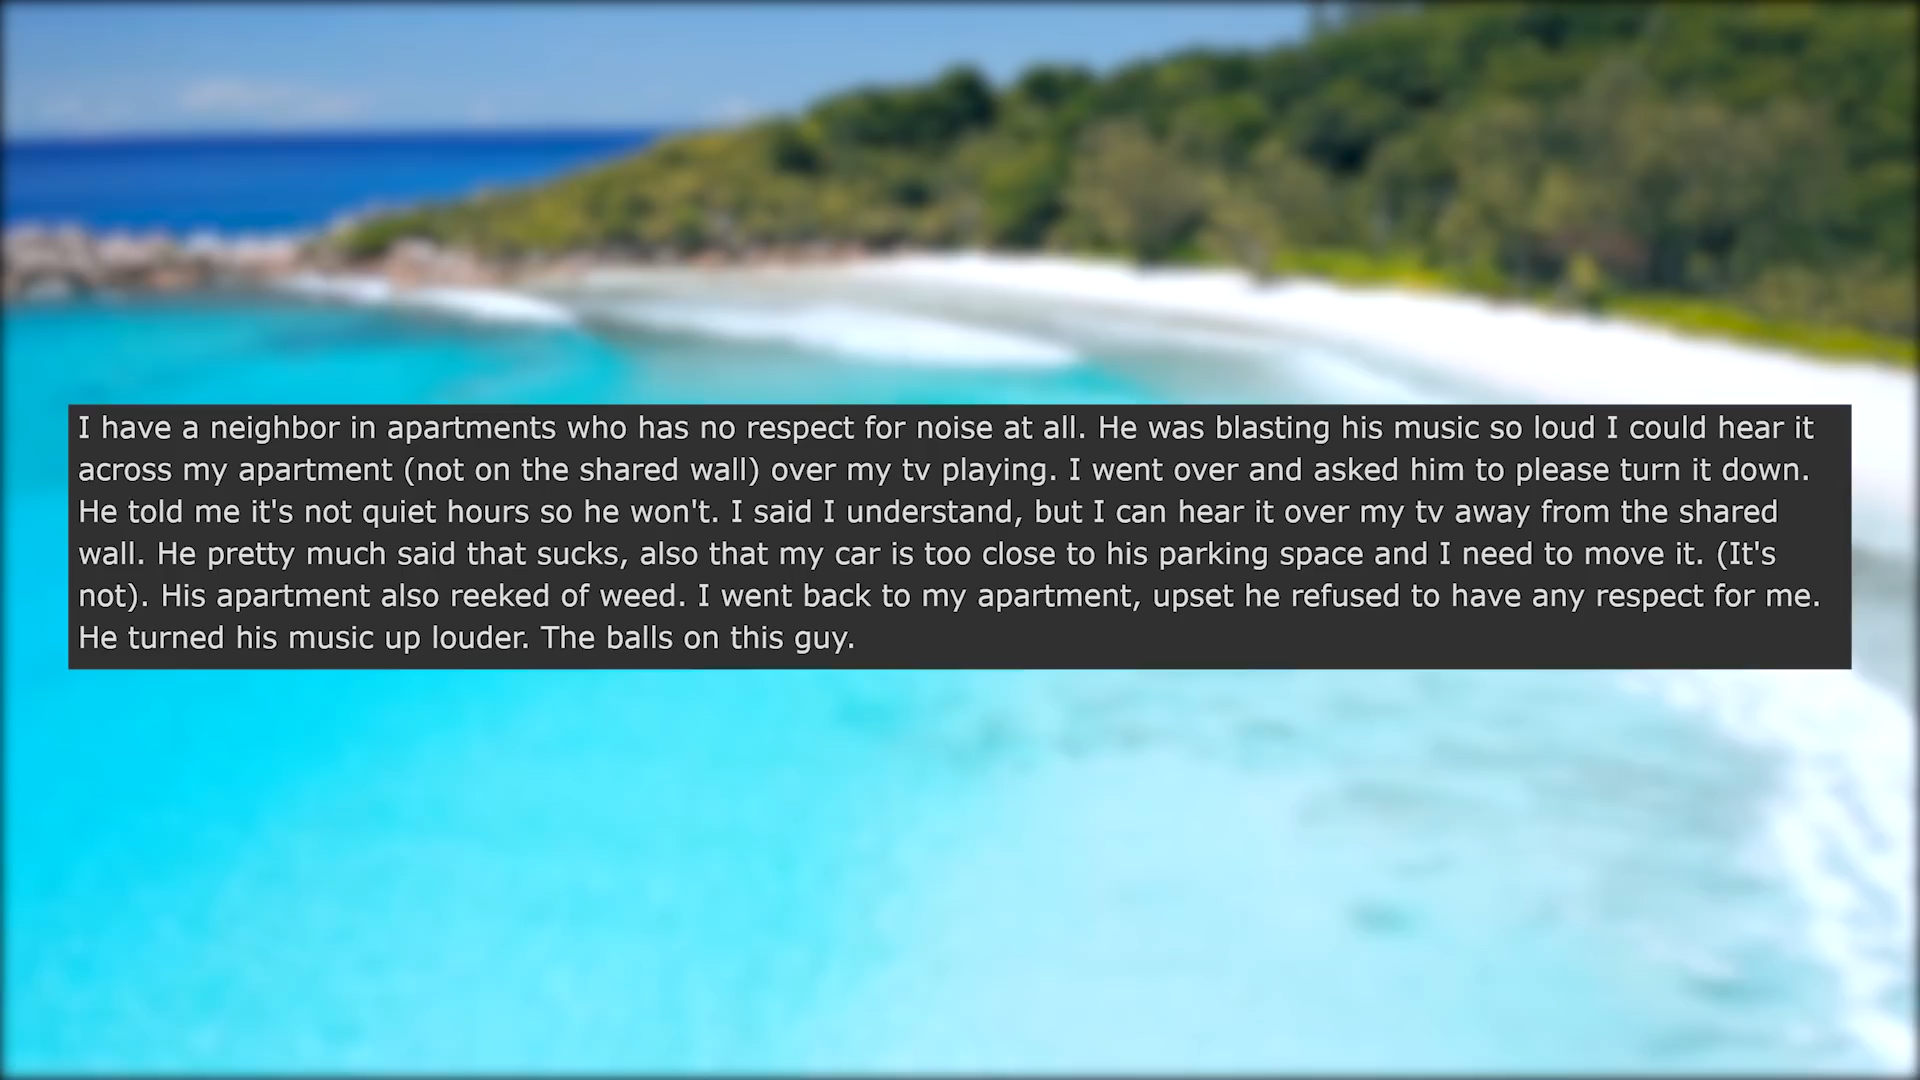 I have a neighbor in apartments who has no respect for noise at all. He was blasting his music so loud I could hear it
across my apartment (not on the shared wall) over my tv playing. I went over and asked him to please turn it down.
He told me it's not quiet hours so he won't. I said I understand, but I can hear it over my tv away from the shared
wall. He pretty much said that sucks, also that my car is too close to his parking space and I need to move it. (It's
not). His apartment also reeked of weed. I went back to my apartment, upset he refused to have any respect for me.
He turned his music up louder. The balls on this guy.